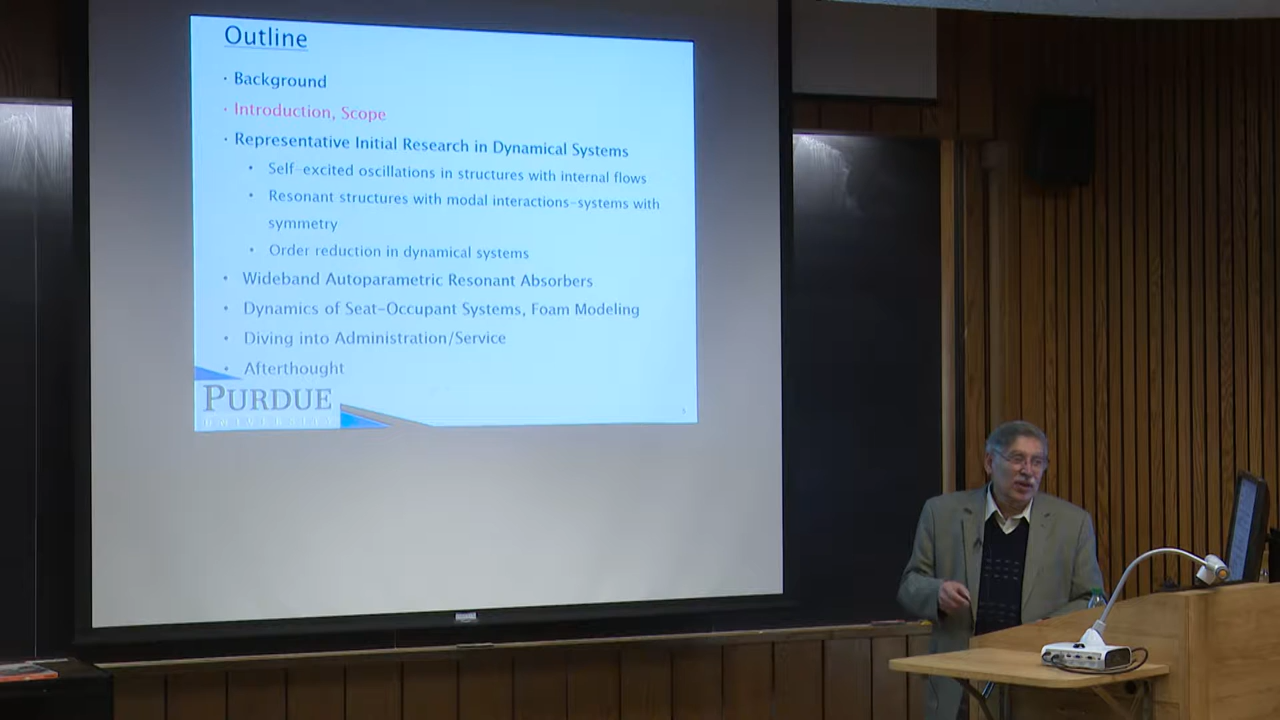 Outline
· Background
· Introduction, Scope
· Representative Initial Research in Dynamical Systems
• Self-excited oscillations in structures with internal flows
• Resonant structures with modal interactions-systems with
symmetry
• Order reduction in dynamical systems
• Wideband Autoparametric Resonant Absorbers
• Dynamics of Seat-Occupant Systems, Foam Modeling
• Diving into Administration/Service
• Afterthought
PURDUE
UNIVERSITY